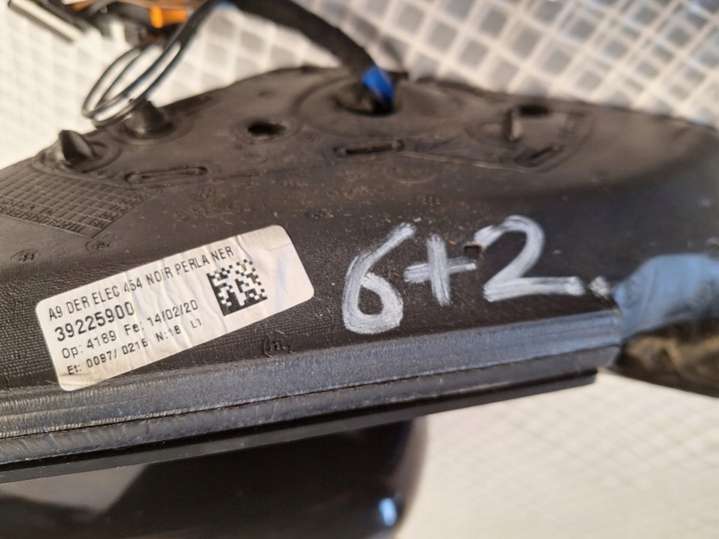 A9 DER ELEC 454 NOIR PERLA NER
39225900
Op: 4189 Fe: 14/02/20
Et: 0087/0216 N:18 L1
6+2.